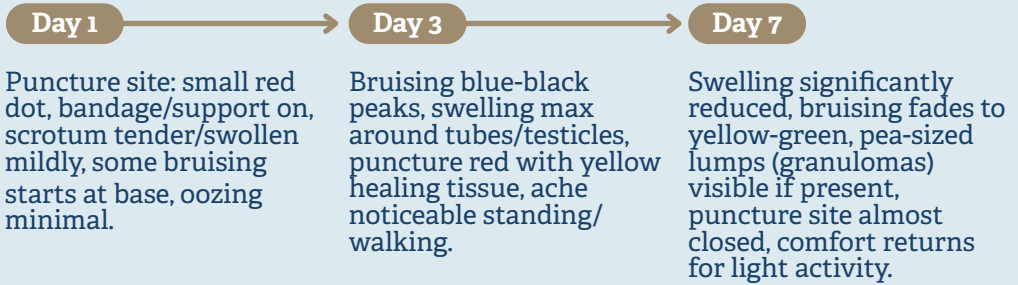 Day 1
Puncture site: small red
dot, bandage/support on,
scrotum tender/swollen
mildly, some bruising
starts at base, oozing
minimal.
Day 3
Bruising blue-black
peaks, swelling max
around tubes/testicles,
puncture red with yellow
healing tissue, ache
noticeable standing/
walking.
Day 7
Swelling significantly
reduced, bruising fades to
yellow-green, pea-sized
lumps (granulomas)
visible if present,
puncture site almost
closed, comfort returns
for light activity.